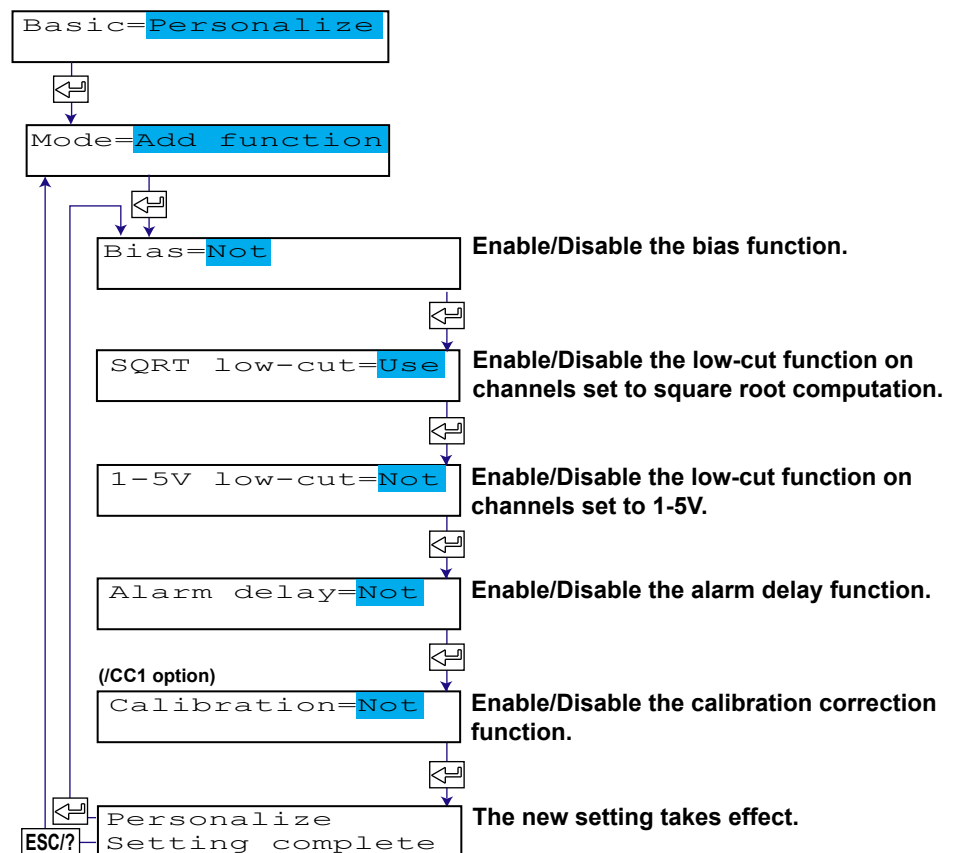 Basic=Personalize
Mode=Add function
Bias=Not
Enable/Disable the bias function.
SQRT low-cut=Use
Enable/Disable the low-cut function on
channels set to square root computation.
1-5V low-cut=Not
Enable/Disable the low-cut function on
channels set to 1-5V.
Alarm delay=Not
Enable/Disable the alarm delay function.
(/CC1 option)
Calibration=Not
Enable/Disable the calibration correction
function.
Personalize
Setting complete
The new setting takes effect.
ESC/?